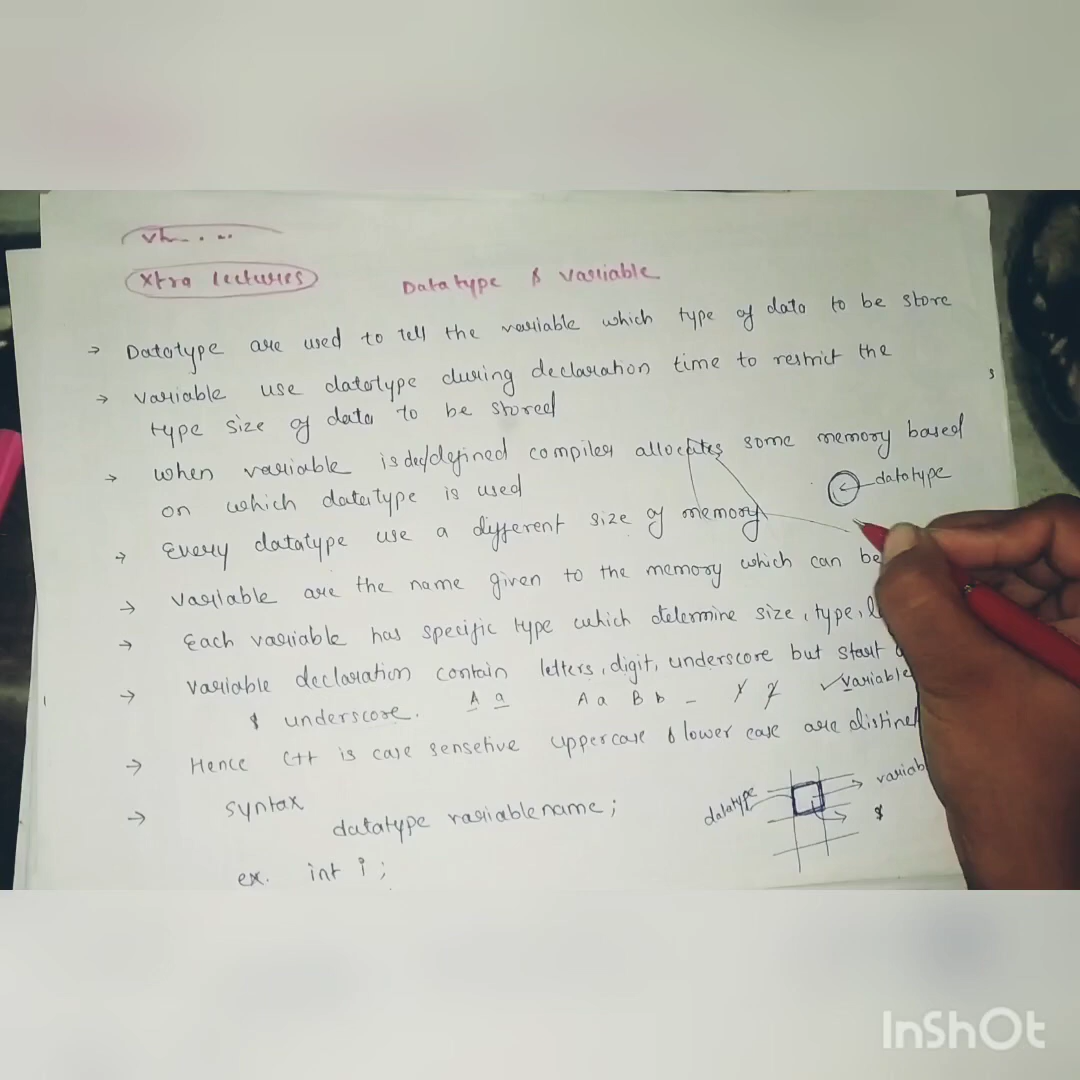 vh....
Xtra lectures
Datatype & variable
→ Datatype are used to tell the variable which type of data to be store
→ variable use datatype during declaration time to restrict the
type size of data to be stored
→ when variable is dec/defined compiler allocates some memory based
on which datatype is used
datatype
→ Every datatype use a different size of memory
→ variable are the name given to the memory which can be
→ Each variable has specific type which determine size, type,
→ variable declaration contain letters, digit, underscore but start
& underscore. A a A a B b _ ✓variable
→ Hence C++ is case sensetive uppercase & lower case are distinct
→ syntax
datatype variablename;
datatype variabl
$
ex. int i;
InShOt